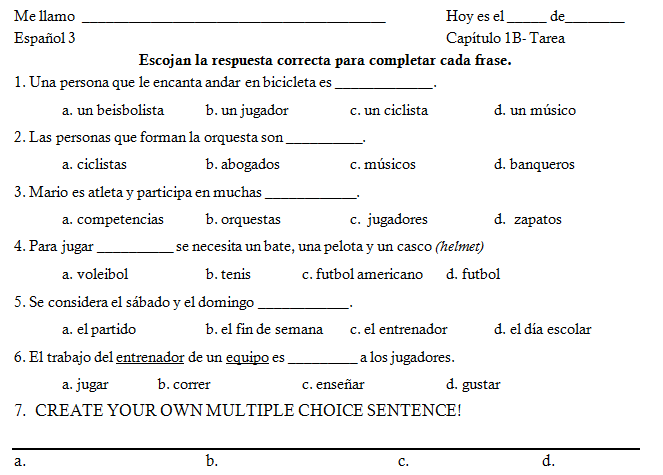 Me llamo ______________________________________ Hoy es el _____ de_______
Español 3 Capítulo 1B- Tarea
Escojan la respuesta correcta para completar cada frase.
1. Una persona que le encanta andar en bicicleta es ____________.
a. un beisbolista b. un jugador c. un ciclista d. un músico
2. Las personas que forman la orquesta son __________.
a. ciclistas b. abogados c. músicos d. banqueros
3. Mario es atleta y participa en muchas ____________.
a. competencias b. orquestas c. jugadores d. zapatos
4. Para jugar __________ se necesita un bate, una pelota y un casco (helmet)
a. voleibol b. tenis c. futbol americano d. futbol
5. Se considera el sábado y el domingo ____________.
a. el partido b. el fin de semana c. el entrenador d. el día escolar
6. El trabajo del entrenador de un equipo es _________ a los jugadores.
a. jugar b. correr c. enseñar d. gustar
7. CREATE YOUR OWN MULTIPLE CHOICE SENTENCE!
a. b. c. d.